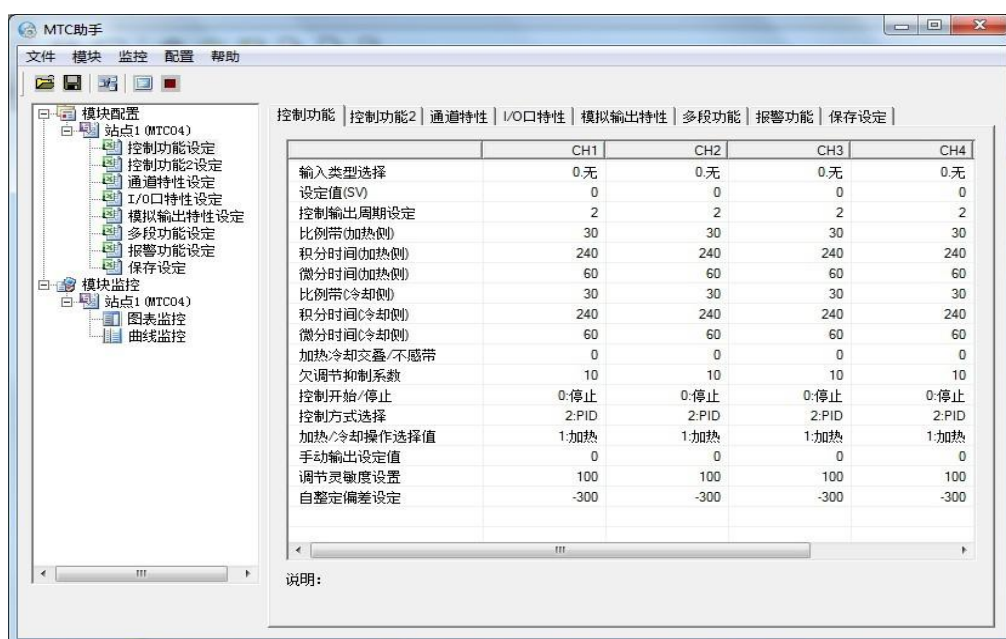 MTC助手
文件 模块 监控 配置 帮助
模块配置
站点1 (MTC04)
控制功能设定
控制功能2设定
通道特性设定
I/O口特性设定
模拟输出特性设定
多段功能设定
报警功能设定
保存设定
模块监控
站点1 (MTC04)
图表监控
曲线监控
控制功能 控制功能2 通道特性 I/O口特性 模拟输出特性 多段功能 报警功能 保存设定
CH1 CH2 CH3 CH4
输入类型选择 0.无 0.无 0.无 0.无
设定值(SV) 0 0 0 0
控制输出周期设定 2 2 2 2
比例带(加热侧) 30 30 30 30
积分时间(加热侧) 240 240 240 240
微分时间(加热侧) 60 60 60 60
比例带(冷却侧) 30 30 30 30
积分时间(冷却侧) 240 240 240 240
微分时间(冷却侧) 60 60 60 60
加热冷却交叠/不感带 0 0 0 0
欠调节抑制系数 10 10 10 10
控制开始/停止 0:停止 0:停止 0:停止 0:停止
控制方式选择 2:PID 2:PID 2:PID 2:PID
加热/冷却操作选择值 1:加热 1:加热 1:加热 1:加热
手动输出设定值 0 0 0 0
调节灵敏度设置 100 100 100 100
自整定偏差设定 -300 -300 -300 -300
说明: